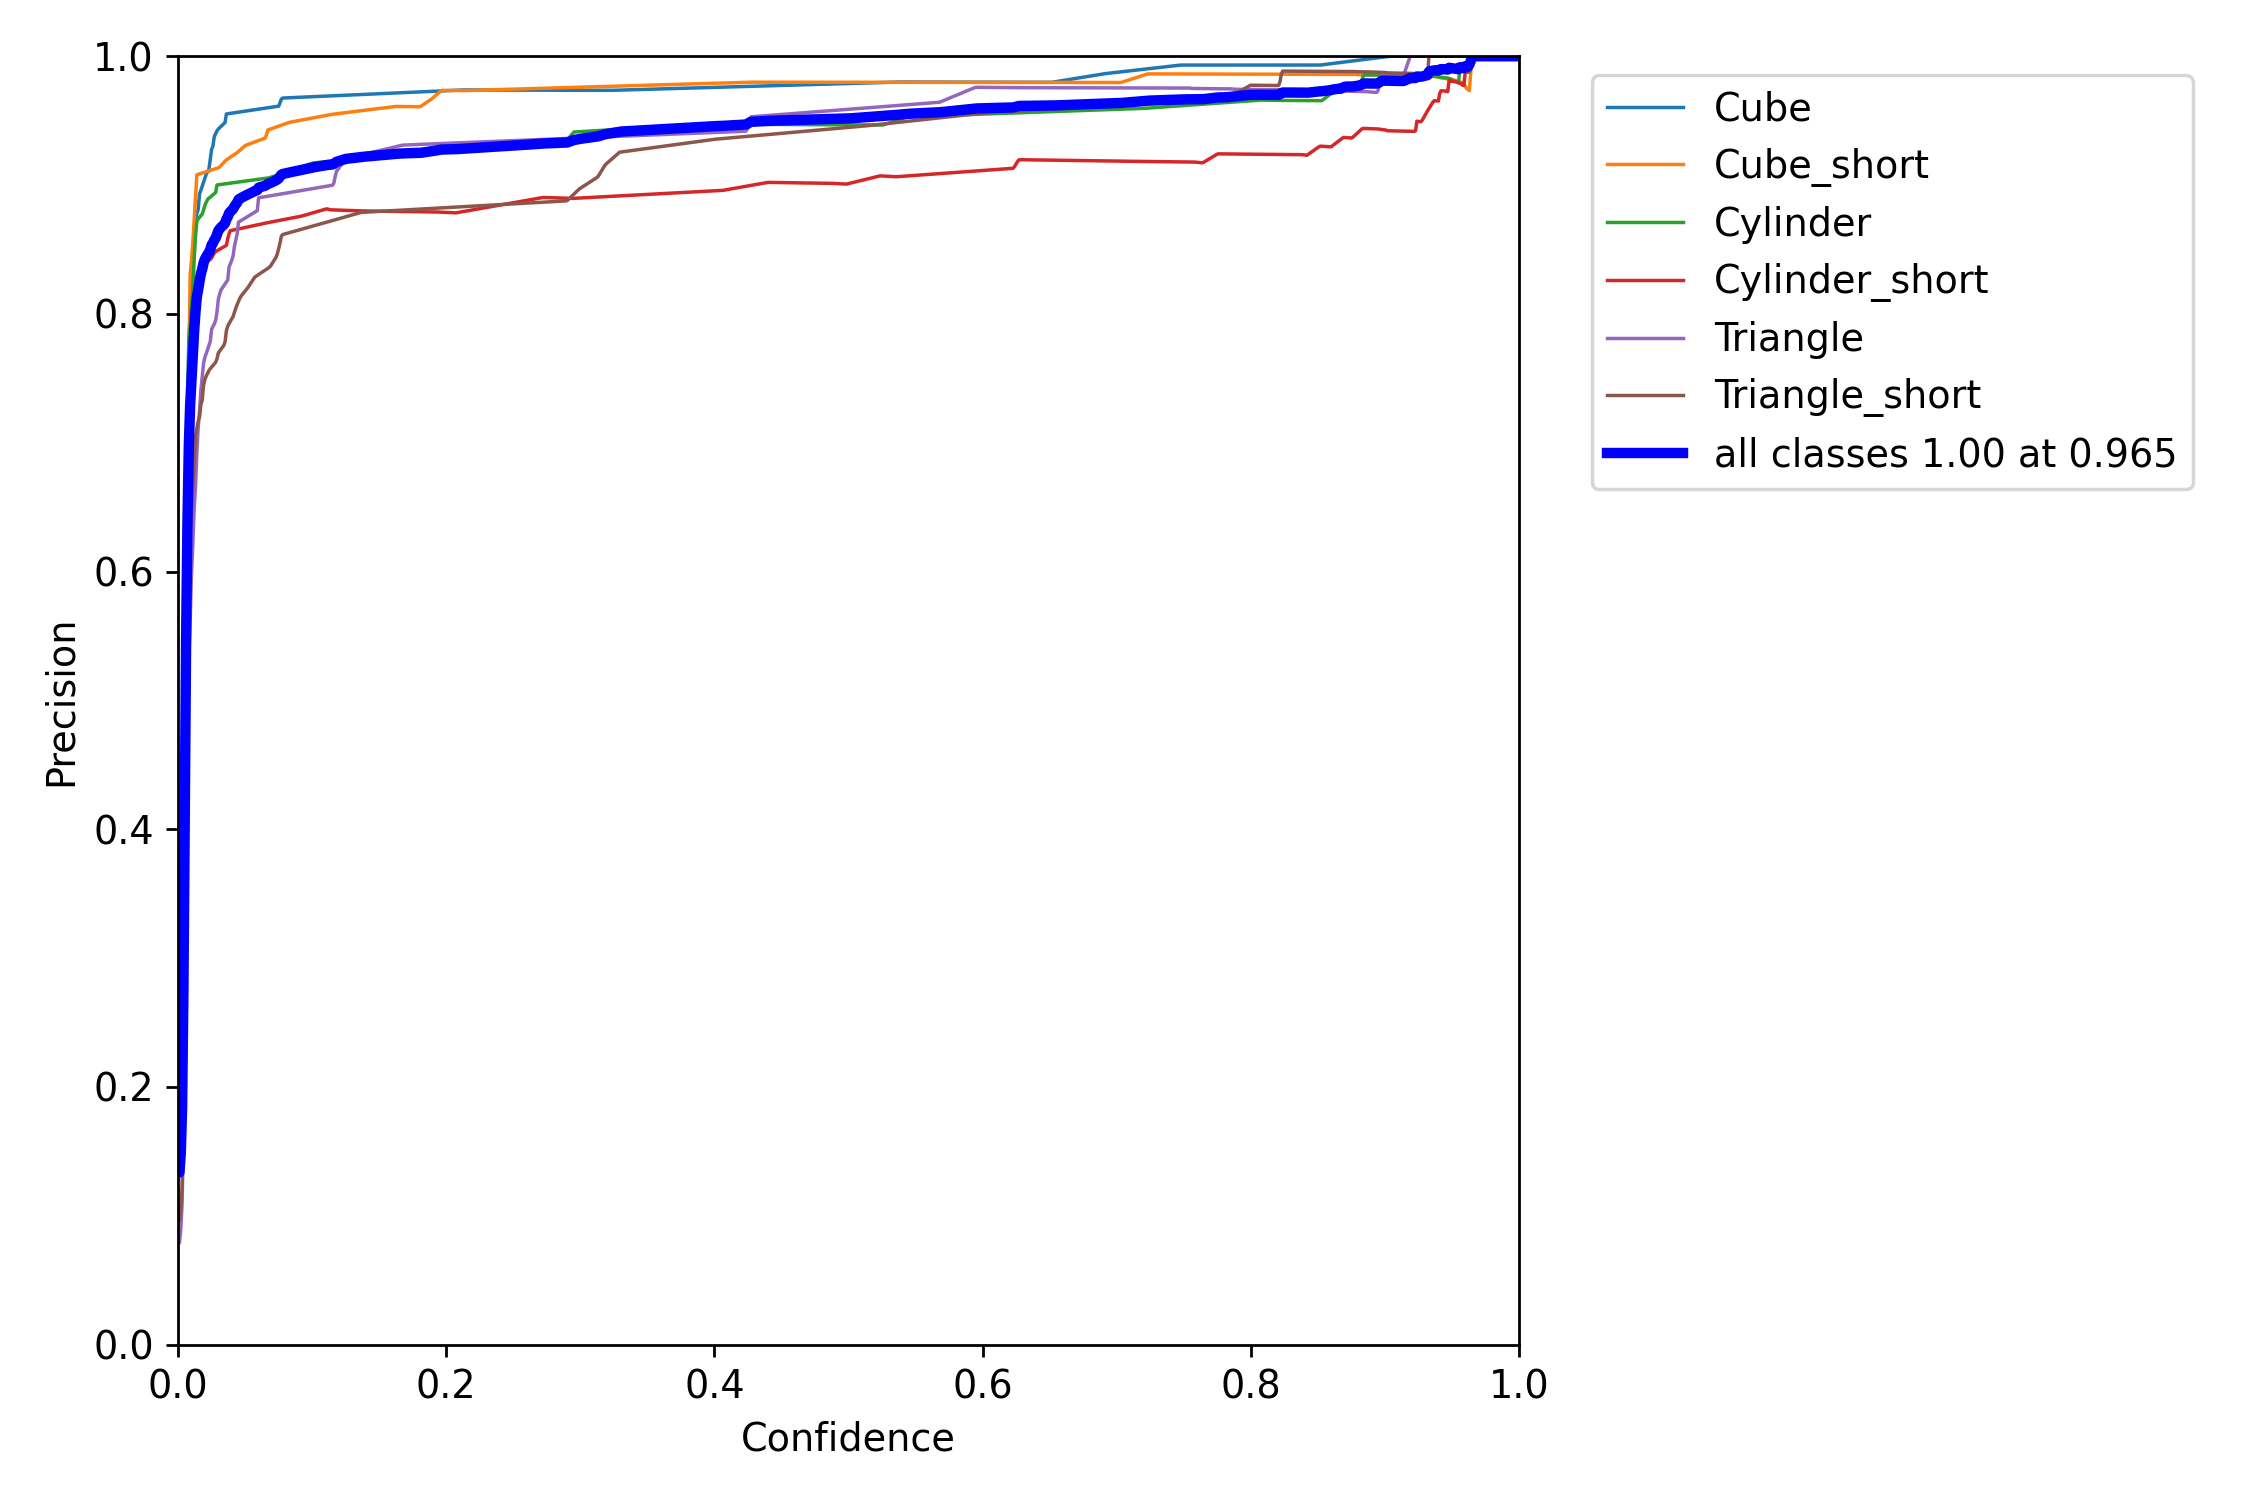 1.0
0.8
0.6
0.4
0.2
0.0
Precision
0.0 0.2 0.4 0.6 0.8 1.0
Confidence
Cube
Cube_short
Cylinder
Cylinder_short
Triangle
Triangle_short
all classes 1.00 at 0.965